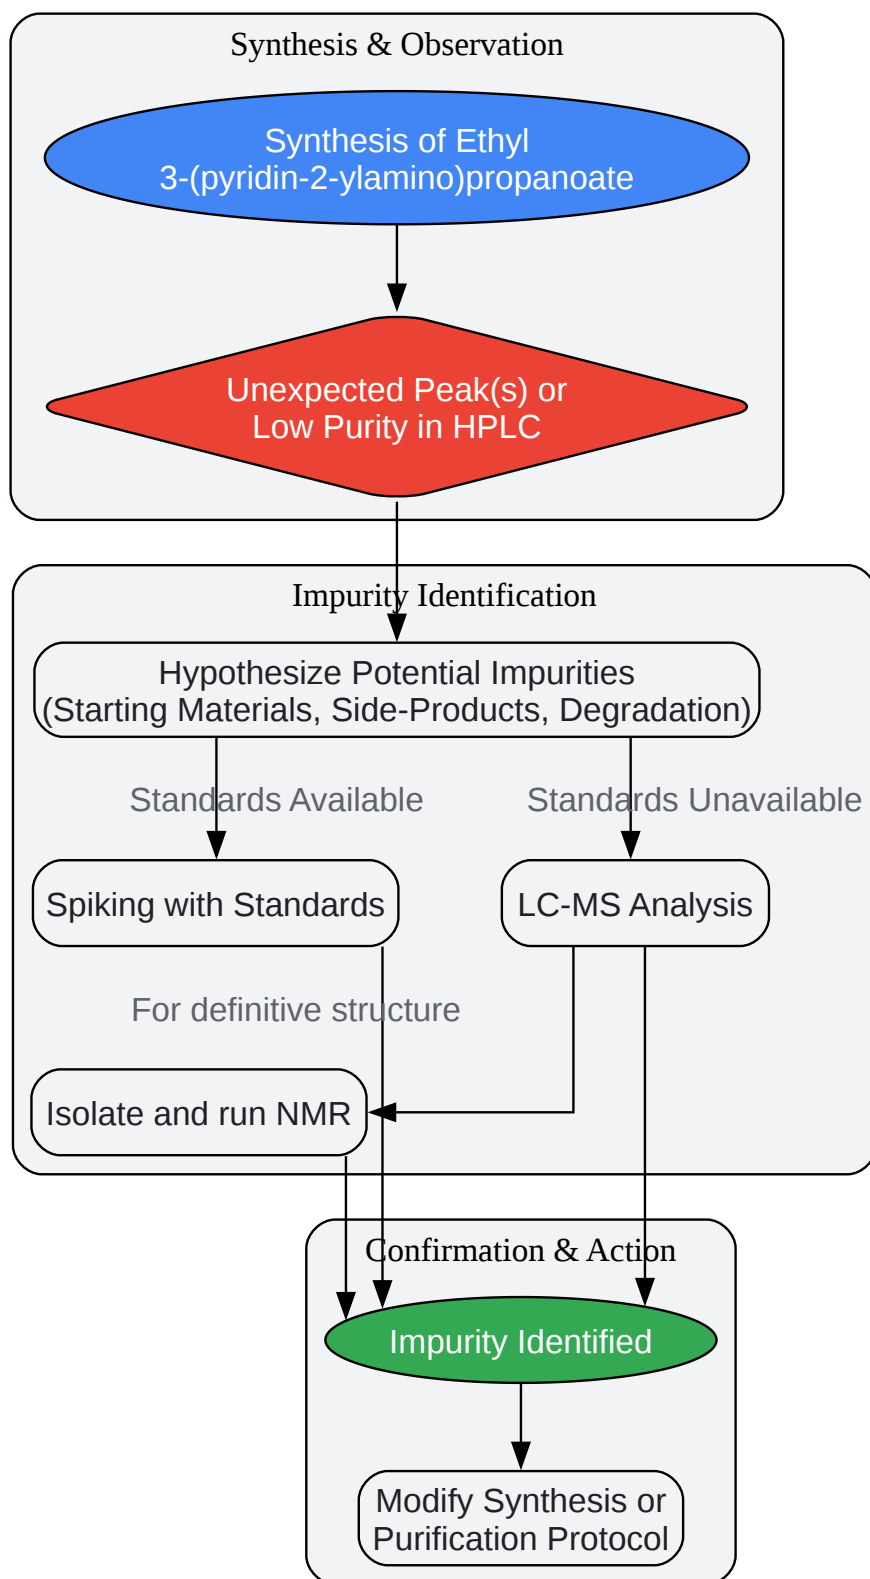 Synthesis & Observation
Synthesis of Ethyl
3-(pyridin-2-ylamino)propanoate
Unexpected Peak(s) or
Low Purity in HPLC
Impurity Identification
Hypothesize Potential Impurities
(Starting Materials, Side-Products, Degradation)
Standards Available
Standards Unavailable
Spiking with Standards
LC-MS Analysis
For definitive structure
Isolate and run NMR
Confirmation & Action
Impurity Identified
Modify Synthesis or
Purification Protocol